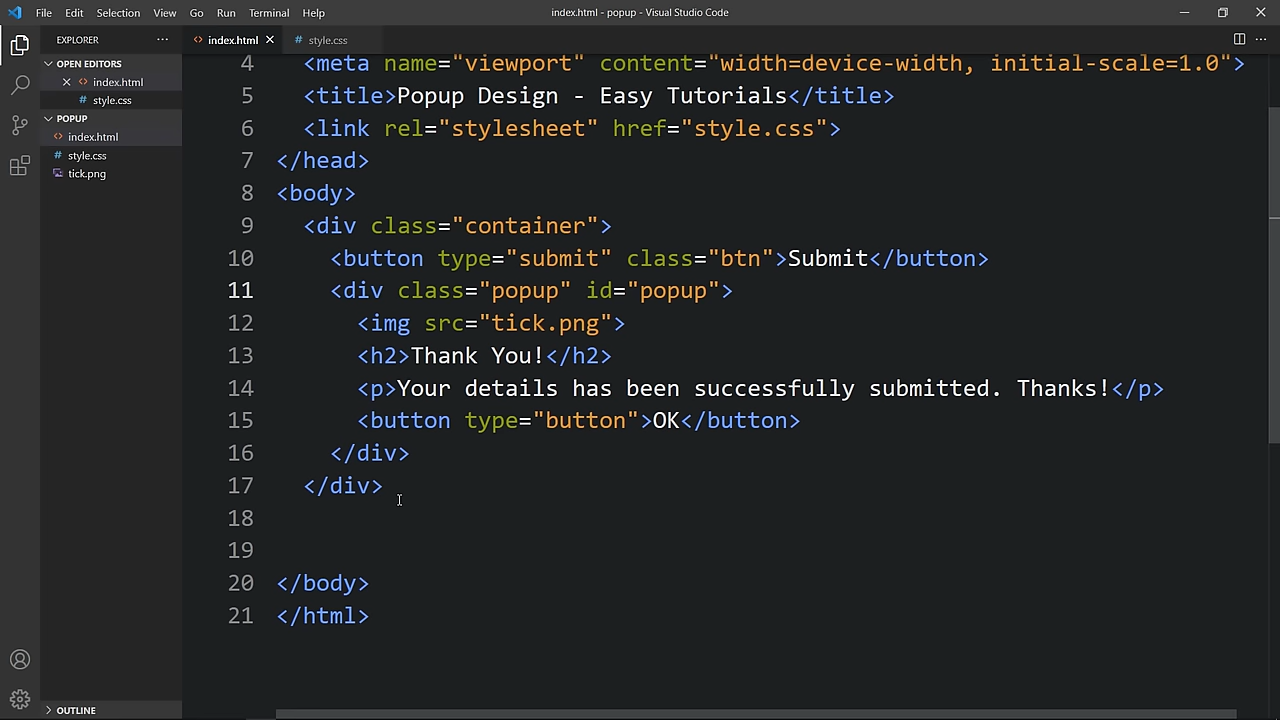 File Edit Selection View Go Run Terminal Help index.html - popup - Visual Studio Code
EXPLORER ··· <> index.html × # style.css ···
OPEN EDITORS
× <> index.html
# style.css
POPUP
<> index.html
# style.css
tick.png
OUTLINE
4 <meta name="viewport" content="width=device-width, initial-scale=1.0">
5 <title>Popup Design - Easy Tutorials</title>
6 <link rel="stylesheet" href="style.css">
7 </head>
8 <body>
9 <div class="container">
10 <button type="submit" class="btn">Submit</button>
11 <div class="popup" id="popup">
12 <img src="tick.png">
13 <h2>Thank You!</h2>
14 <p>Your details has been successfully submitted. Thanks!</p>
15 <button type="button">OK</button>
16 </div>
17 </div>
18
19
20 </body>
21 </html>